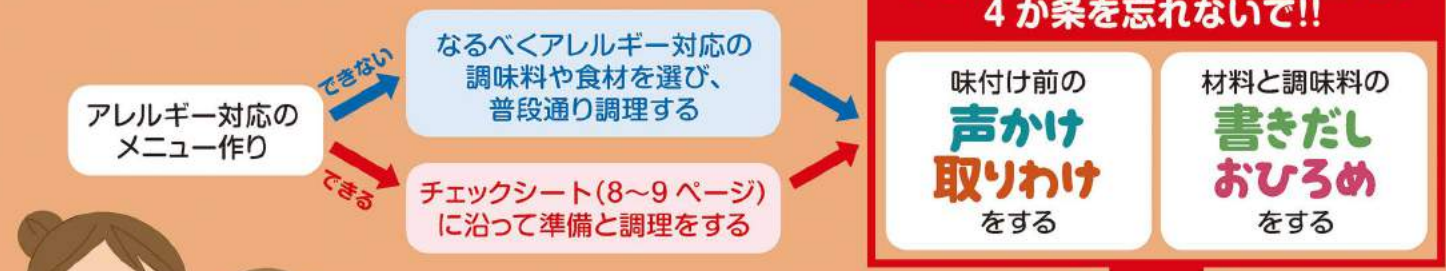 アレルギー対応の
メニュー作り
できない
なるべくアレルギー対応の
調味料や食材を選び、
普段通り調理する
できる
チェックシート(8〜9 ページ)
に沿って準備と調理をする
4 か条を忘れないで!!
味付け前の
声かけ
取りわけ
をする
材料と調味料の
書きだし
おひろめ
をする